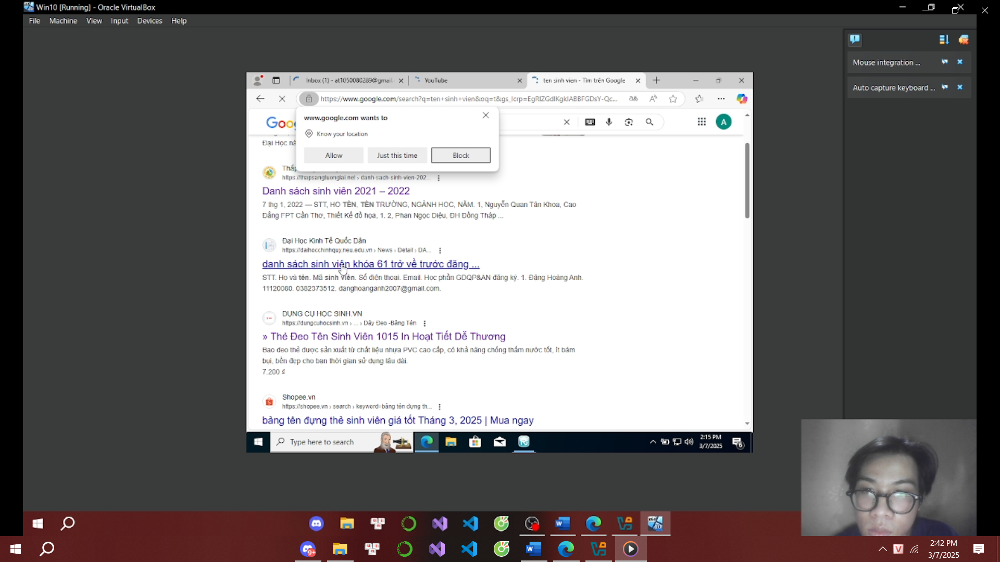 Win10 [Running] - Oracle VirtualBox
File Machine View Input Devices Help
Mouse integration ...
Auto capture keyboard ...
Inbox (1) - at1050080289@gmail.
YouTube
ten sinh vien - Tìm trên Google
https://www.google.com/search?q=ten+sinh+vien&oq=t&gs_lcrp=EgRlZGdlKgklABBFGDsY-Qc...
Goo
A
www.google.com wants to
Know your location
Allow
Just this time
Block
Đại Học nă
Thắp
https://thapsangtuonglai.net › danh-sach-sinh-vien-202...
Danh sách sinh viên 2021 – 2022
7 thg 1, 2022 — STT, HỌ TÊN, TÊN TRƯỜNG, NGÀNH HỌC, NĂM. 1, Nguyễn Quan Tân Khoa, Cao
Đẳng FPT Cần Thơ, Thiết Kế đồ họa, 1. 2, Phan Ngọc Diệu, ĐH Đồng Tháp ...
Đại Học Kinh Tế Quốc Dân
https://daihocchinhquy.neu.edu.vn › News › Detail › DA...
danh sách sinh viên khóa 61 trở về trước đăng ...
STT. Họ và tên. Mã sinh viên. Số điện thoại. Email. Học phần GDQP&AN đăng ký. 1. Đặng Hoàng Anh.
11120080. 0382373512. danghoanganh2007@gmail.com.
DỤNG CỤ HỌC SINH.VN
https://dungcuhocsinh.vn › ... › Dây Đeo -Bảng Tên
» Thẻ Đeo Tên Sinh Viên 1015 In Hoạt Tiết Dễ Thương
Bao đeo thẻ được sản xuất từ chất liệu nhựa PVC cao cấp, có khả năng chống thấm nước tốt, ít bám
bụi, bền đẹp cho bạn thời gian sử dụng lâu dài.
7.200 ₫
Shopee.vn
https://shopee.vn › search › keyword=bảng tên đựng th...
bảng tên đựng thẻ sinh viên giá tốt Tháng 3, 2025 | Mua ngay
Type here to search
2:15 PM
3/7/2025
6
9+
V
2:42 PM
3/7/2025